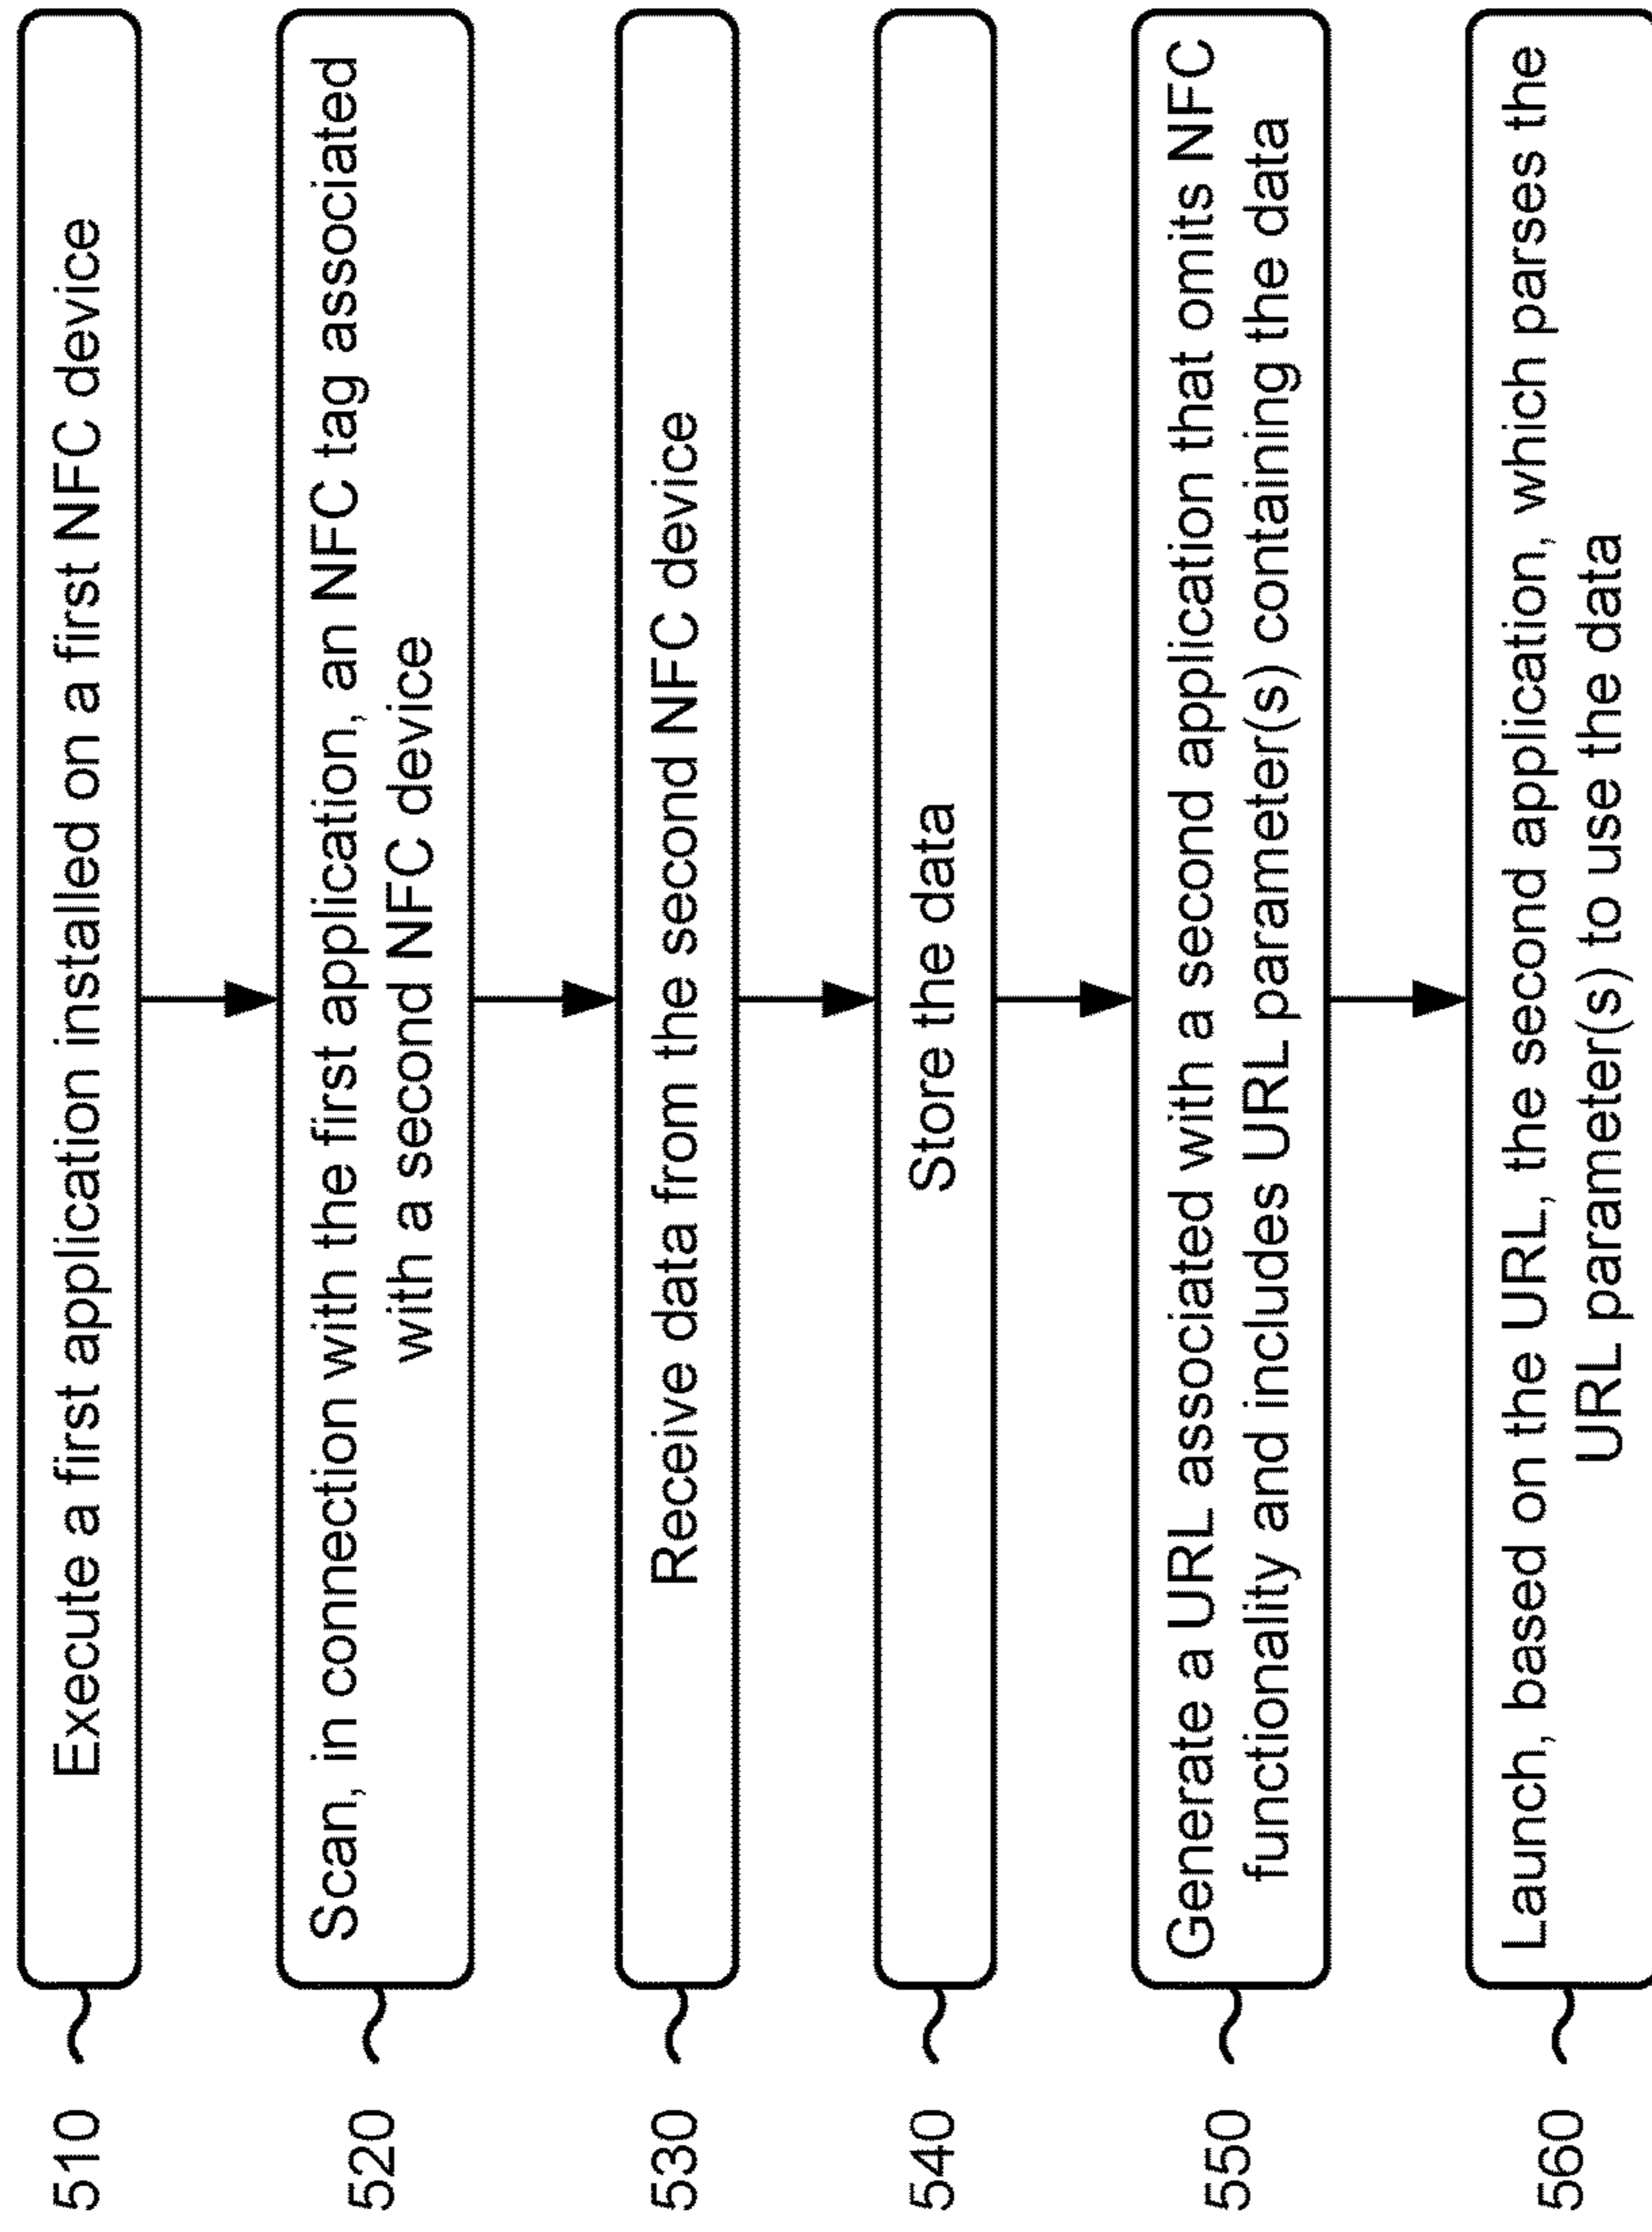 510
Execute a first application installed on a first NFC device
520
Scan, in connection with the first application, an NFC tag associated
with a second NFC device
530
Receive data from the second NFC device
540
Store the data
550
Generate a URL associated with a second application that omits NFC
functionality and includes URL parameter(s) containing the data
560
Launch, based on the URL, the second application, which parses the
URL parameter(s) to use the data